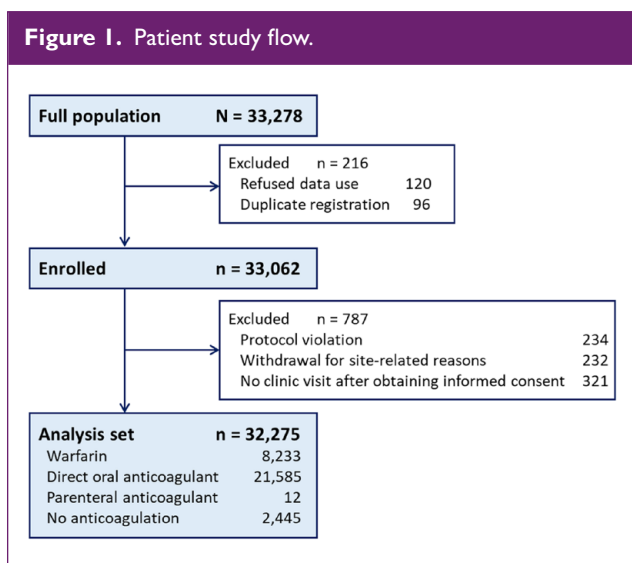 Figure 1. Patient study flow.
Full population N = 33,278
Excluded n = 216
Refused data use 120
Duplicate registration 96
Enrolled n = 33,062
Excluded n = 787
Protocol violation 234
Withdrawal for site-related reasons 232
No clinic visit after obtaining informed consent 321
Analysis set n = 32,275
Warfarin 8,233
Direct oral anticoagulant 21,585
Parenteral anticoagulant 12
No anticoagulation 2,445